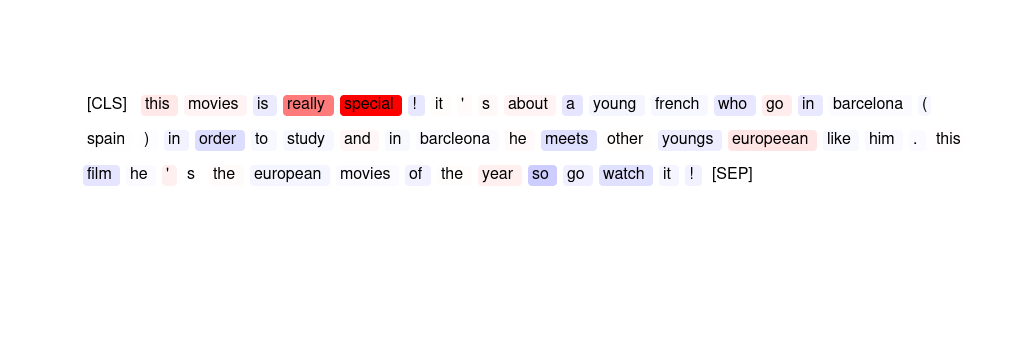 [CLS] this movies is really special ! it ' s about a young french who go in barcelona (
spain ) in order to study and in barcleona he meets other youngs europeean like him . this
film he ' s the european movies of the year so go watch it ! [SEP]